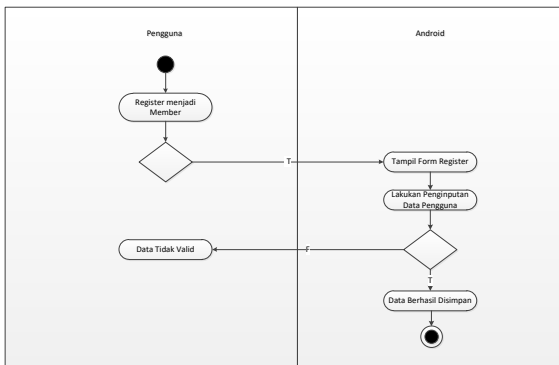 Pengguna
Android
Register menjadi
Member
T
Tampil Form Register
Lakukan Penginputan
Data Pengguna
Data Tidak Valid
F
T
Data Berhasil Disimpan